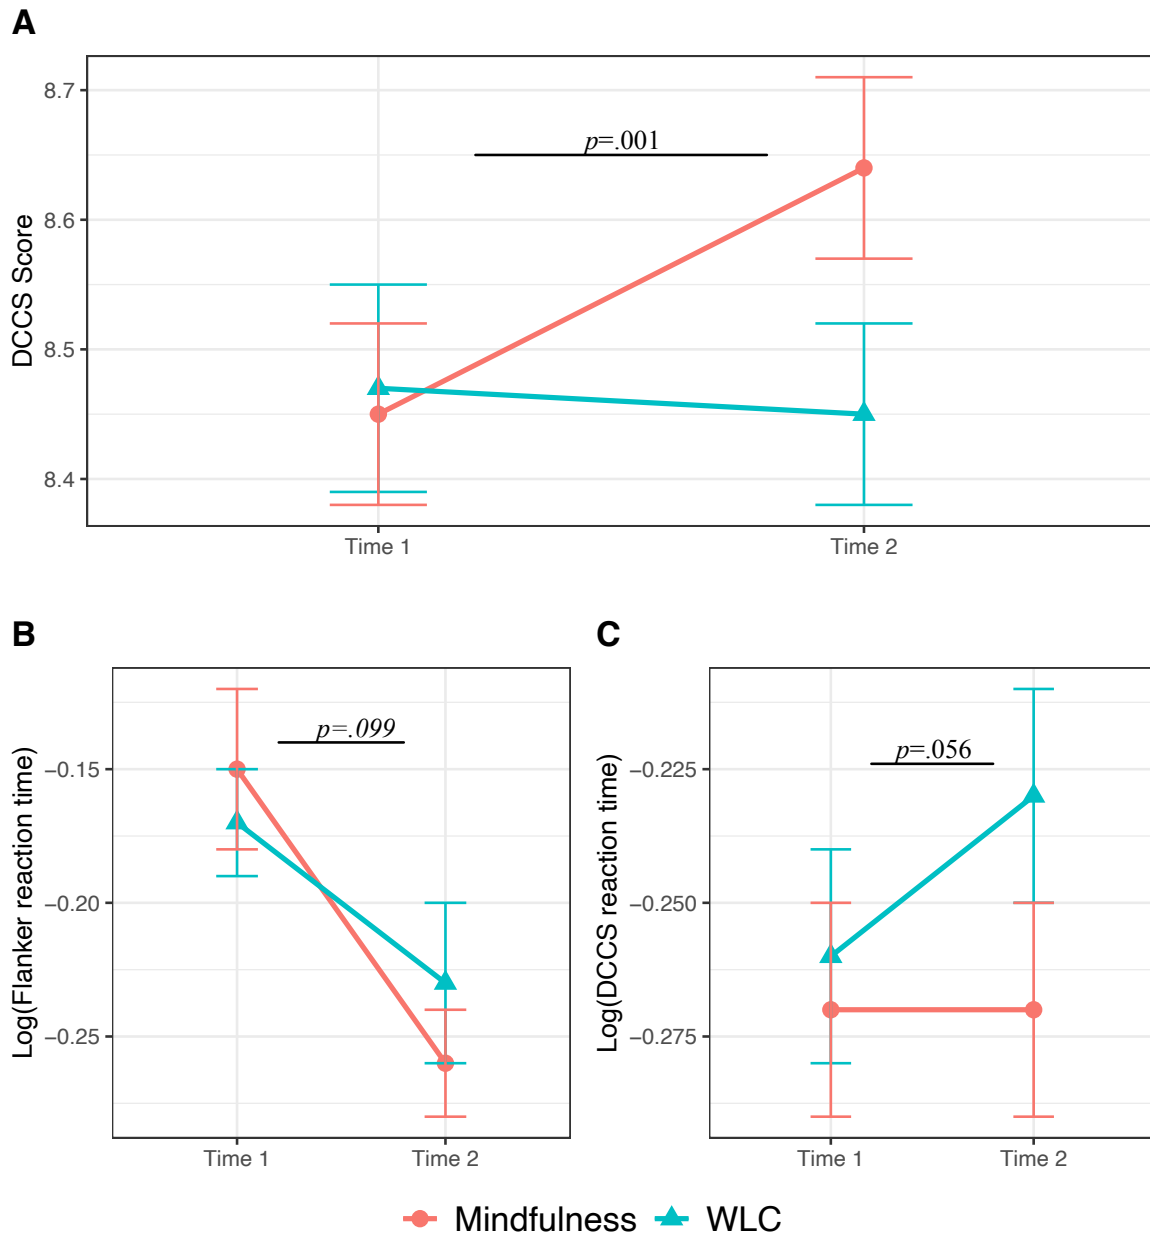 A
DCCS Score
8.7
8.6
8.5
8.4
p=.001
Time 1
Time 2
B
Log(Flanker reaction time)
−0.15
−0.20
−0.25
p=.099
Time 1
Time 2
C
Log(DCCS reaction time)
−0.225
−0.250
−0.275
p=.056
Time 1
Time 2
Mindfulness
WLC